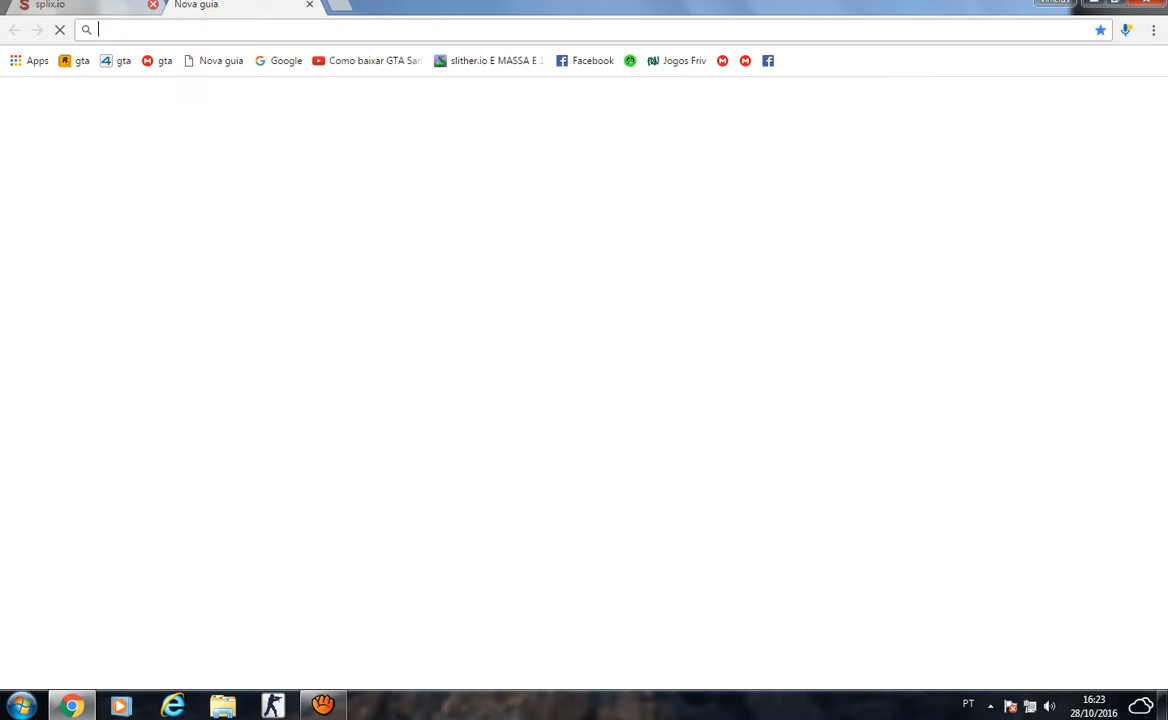 splix.io Nova guia Vinicius
Apps gta gta gta Nova guia Google Como baixar GTA San slither.io E MASSA E Facebook Jogos Friv
PT 16:23
28/10/2016